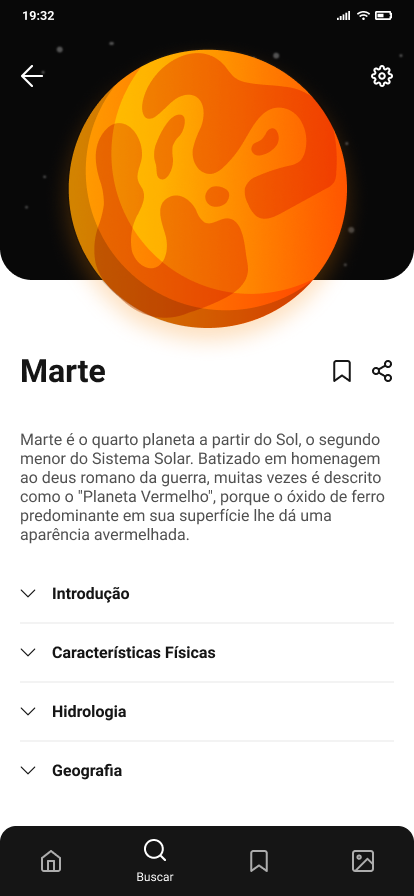 19:32
Marte
Marte é o quarto planeta a partir do Sol, o segundo
menor do Sistema Solar. Batizado em homenagem
ao deus romano da guerra, muitas vezes é descrito
como o "Planeta Vermelho", porque o óxido de ferro
predominante em sua superfície lhe dá uma
aparência avermelhada.
Introdução
Características Físicas
Hidrologia
Geografia
Buscar